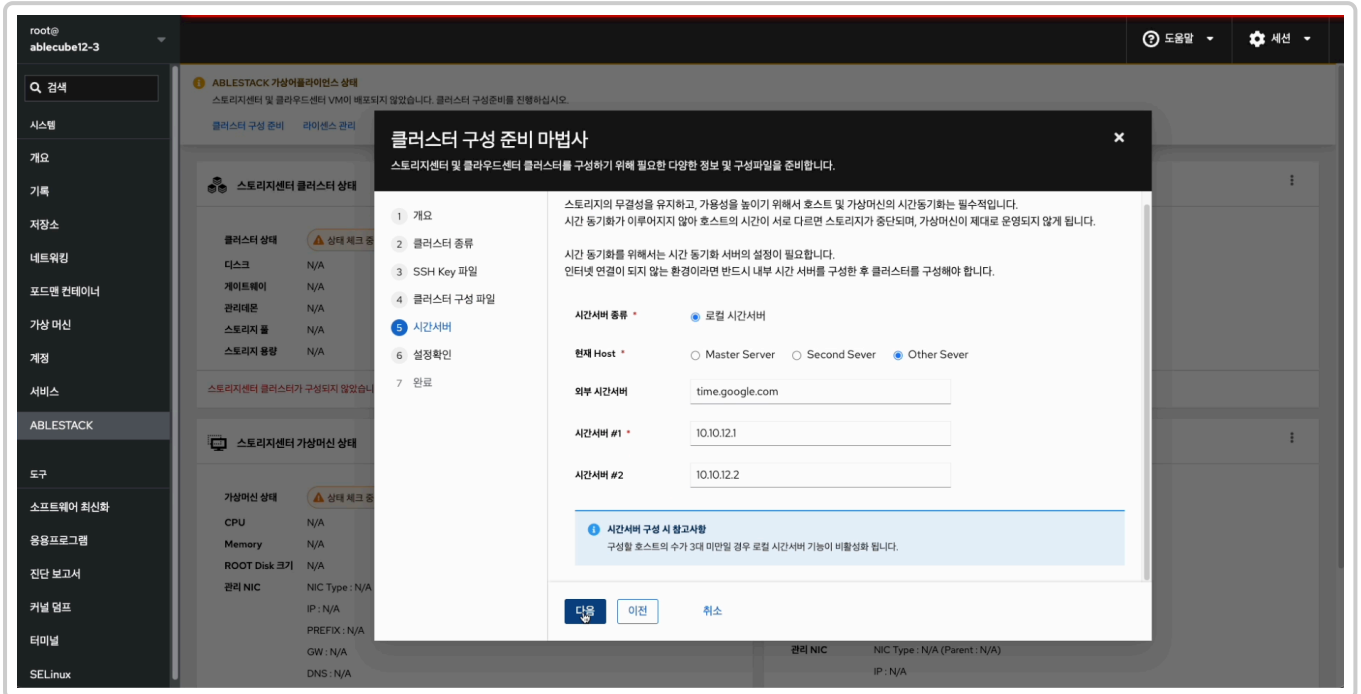 root@
ablecube12-3
도움말
세션
검색
시스템
개요
기록
저장소
네트워킹
포드맨 컨테이너
가상 머신
계정
서비스
ABLESTACK
도구
소프트웨어 최신화
응용프로그램
진단 보고서
커널 덤프
터미널
SELinux
ABLESTACK 가상어플라이언스 상태
스토리지센터 및 클라우드센터 VM이 배포되지 않았습니다. 클러스터 구성준비를 진행하십시오.
클러스터 구성 준비 라이센스 관리
스토리지센터 클러스터 상태
클러스터 상태 상태 체크 중
디스크 N/A
게이트웨이 N/A
관리데몬 N/A
스토리지 풀 N/A
스토리지 용량 N/A
스토리지센터 클러스터가 구성되지 않았습니
스토리지센터 가상머신 상태
가상머신 상태 상태 체크 중
CPU N/A
Memory N/A
ROOT Disk 크기 N/A
관리 NIC NIC Type : N/A
IP : N/A
PREFIX : N/A
GW : N/A
DNS : N/A
관리 NIC NIC Type : N/A (Parent : N/A)
IP : N/A
클러스터 구성 준비 마법사
스토리지센터 및 클라우드센터 클러스터를 구성하기 위해 필요한 다양한 정보 및 구성파일을 준비합니다.
1 개요
2 클러스터 종류
3 SSH Key 파일
4 클러스터 구성 파일
5 시간서버
6 설정확인
7 완료
스토리지의 무결성을 유지하고, 가용성을 높이기 위해서 호스트 및 가상머신의 시간동기화는 필수적입니다.
시간 동기화가 이루어지지 않아 호스트의 시간이 서로 다르면 스토리지가 중단되며, 가상머신이 제대로 운영되지 않게 됩니다.
시간 동기화를 위해서는 시간 동기화 서버의 설정이 필요합니다.
인터넷 연결이 되지 않는 환경이라면 반드시 내부 시간 서버를 구성한 후 클러스터를 구성해야 합니다.
시간서버 종류 * 로컬 시간서버
현재 Host * Master Server Second Sever Other Sever
외부 시간서버 time.google.com
시간서버 #1 * 10.10.12.1
시간서버 #2 10.10.12.2
시간서버 구성 시 참고사항
구성할 호스트의 수가 3대 미만일 경우 로컬 시간서버 기능이 비활성화 됩니다.
다음 이전 취소